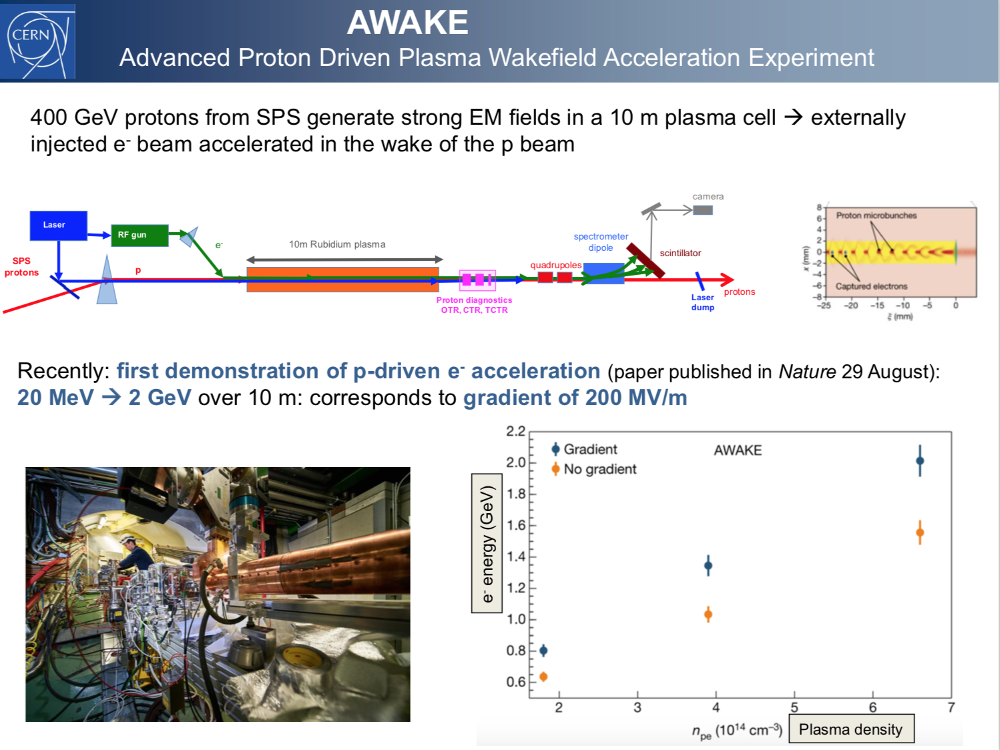 CERN
AWAKE
Advanced Proton Driven Plasma Wakefield Acceleration Experiment
400 GeV protons from SPS generate strong EM fields in a 10 m plasma cell → externally
injected e- beam accelerated in the wake of the p beam
Laser
RF gun
e-
SPS
protons
p
10m Rubidium plasma
Proton diagnostics
OTR, CTR, TCTR
quadrupoles
spectrometer
dipole
scintillator
camera
Laser
dump
protons
8
6
4
2
0
−2
−4
−6
−8
x (mm)
Proton microbunches
Captured electrons
−25 −20 −15 −10 −5 0
ξ (mm)
Recently: first demonstration of p-driven e- acceleration (paper published in Nature 29 August):
20 MeV → 2 GeV over 10 m: corresponds to gradient of 200 MV/m
2.2
2.0
1.8
1.6
1.4
1.2
1.0
0.8
0.6
e- energy (GeV)
Gradient
No gradient
AWAKE
2 3 4 5 6 7
npe (10^14 cm^−3)
Plasma density